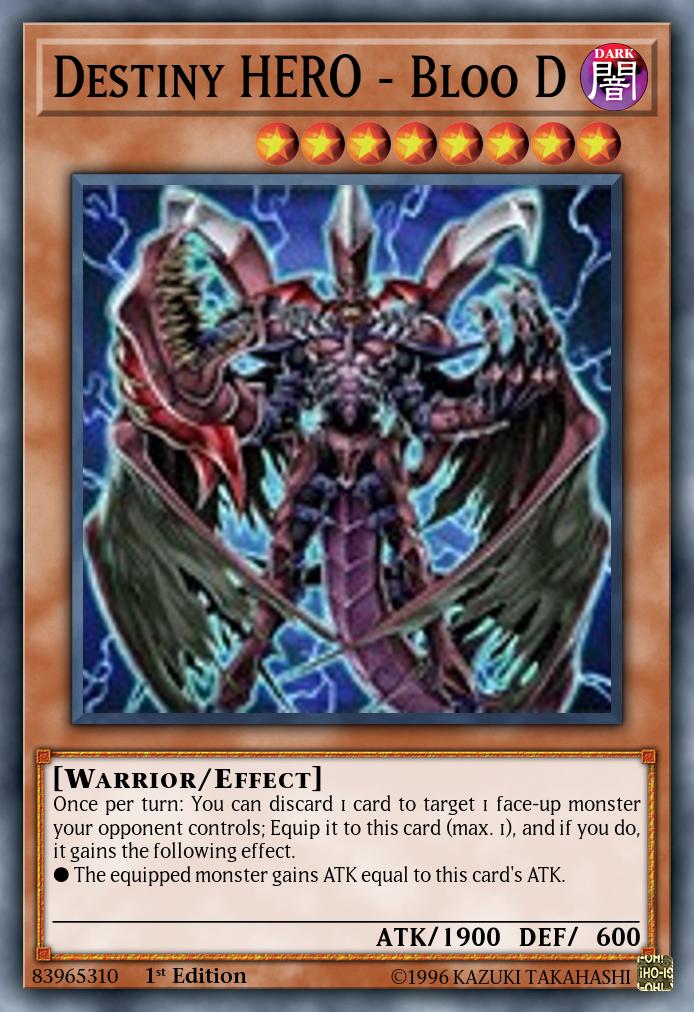 Destiny HERO - Bloo D
DARK
闇
[Warrior/Effect]
Once per turn: You can discard 1 card to target 1 face-up monster
your opponent controls; Equip it to this card (max. 1), and if you do,
it gains the following effect.
● The equipped monster gains ATK equal to this card's ATK.
ATK/1900 DEF/ 600
83965310 1st Edition ©1996 KAZUKI TAKAHASHI